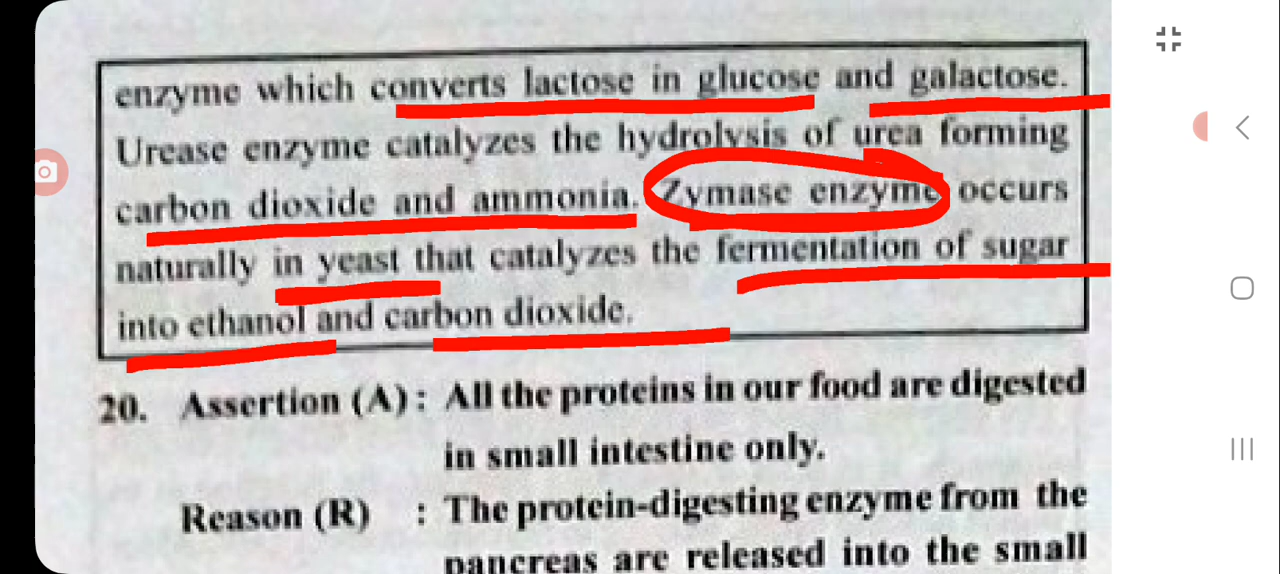 enzyme which converts lactose in glucose and galactose.
Urease enzyme catalyzes the hydrolysis of urea forming
carbon dioxide and ammonia. Zymase enzyme occurs
naturally in yeast that catalyzes the fermentation of sugar
into ethanol and carbon dioxide.
20. Assertion (A) : All the proteins in our food are digested
in small intestine only.
Reason (R) : The protein-digesting enzyme from the
pancreas are released into the small